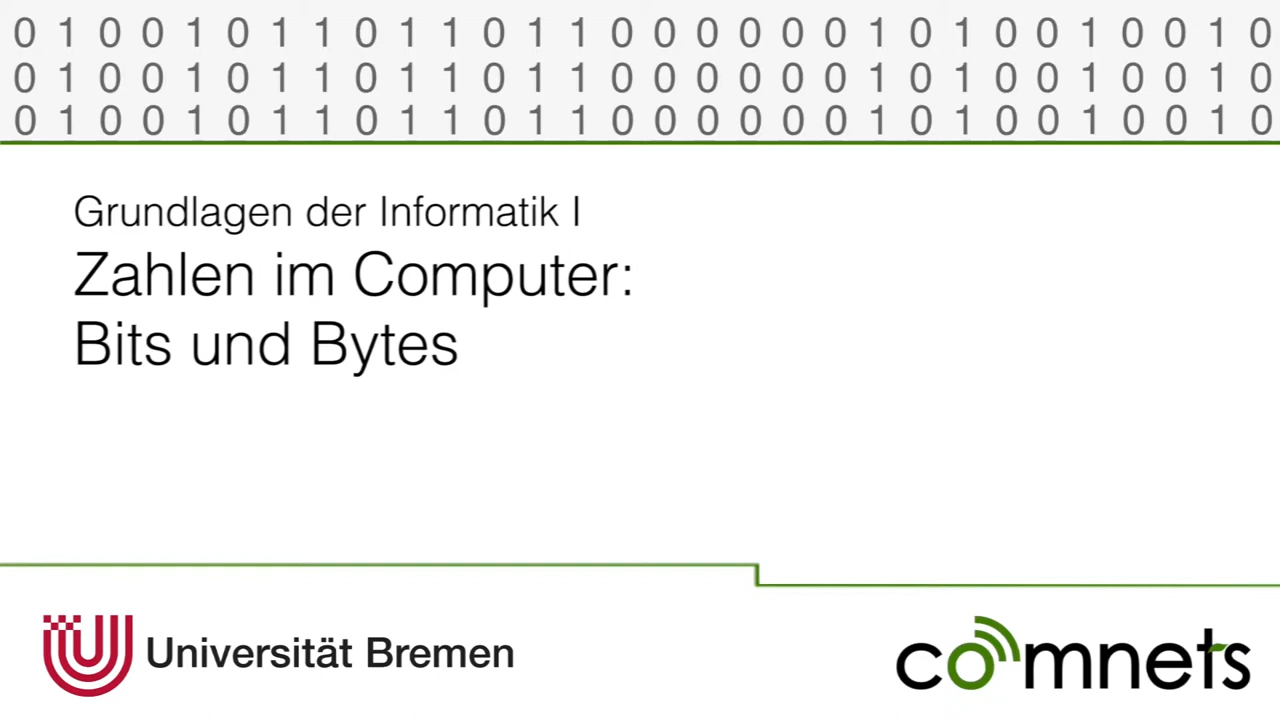 0 1 0 0 1 0 1 1 0 1 1 0 1 1 0 0 0 0 0 0 1 0 1 0 0 1 0 0 1 0
0 1 0 0 1 0 1 1 0 1 1 0 1 1 0 0 0 0 0 0 1 0 1 0 0 1 0 0 1 0
0 1 0 0 1 0 1 1 0 1 1 0 1 1 0 0 0 0 0 0 1 0 1 0 0 1 0 0 1 0
Grundlagen der Informatik I
Zahlen im Computer:
Bits und Bytes
Universität Bremen
comnets